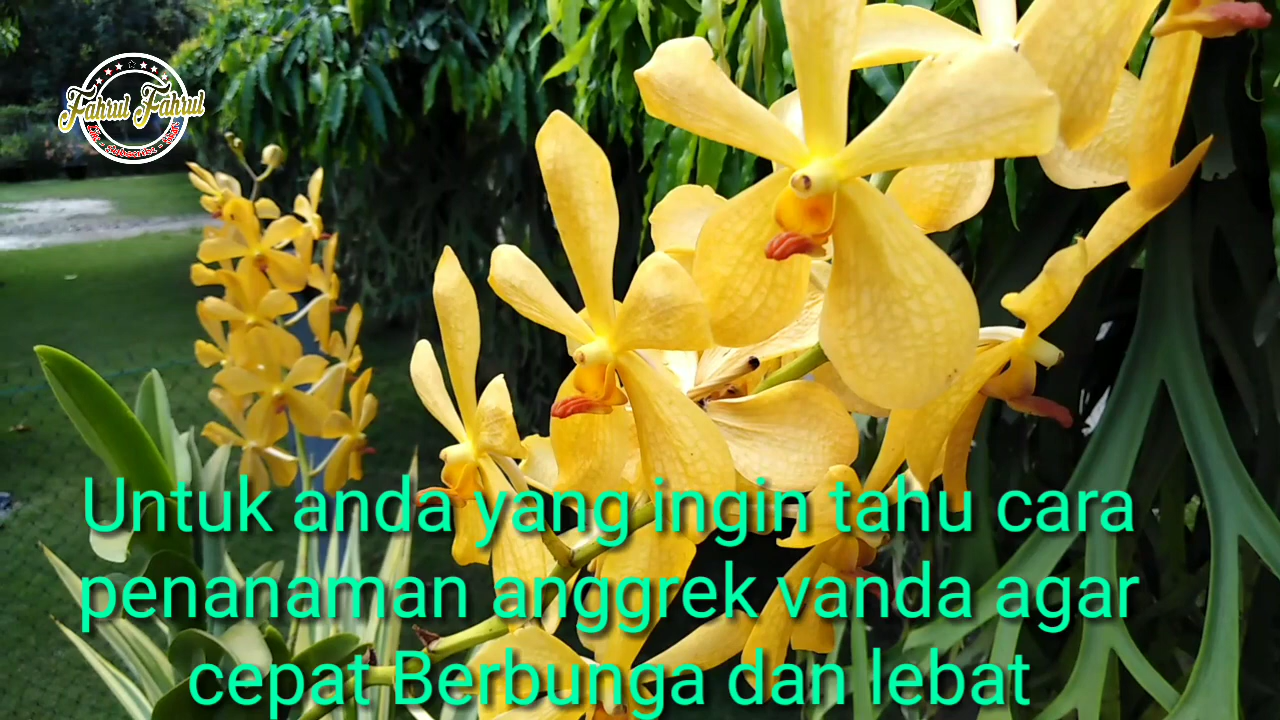 Fahrul Fahrul
Untuk anda yang ingin tahu cara
penanaman anggrek vanda agar
cepat Berbunga dan lebat